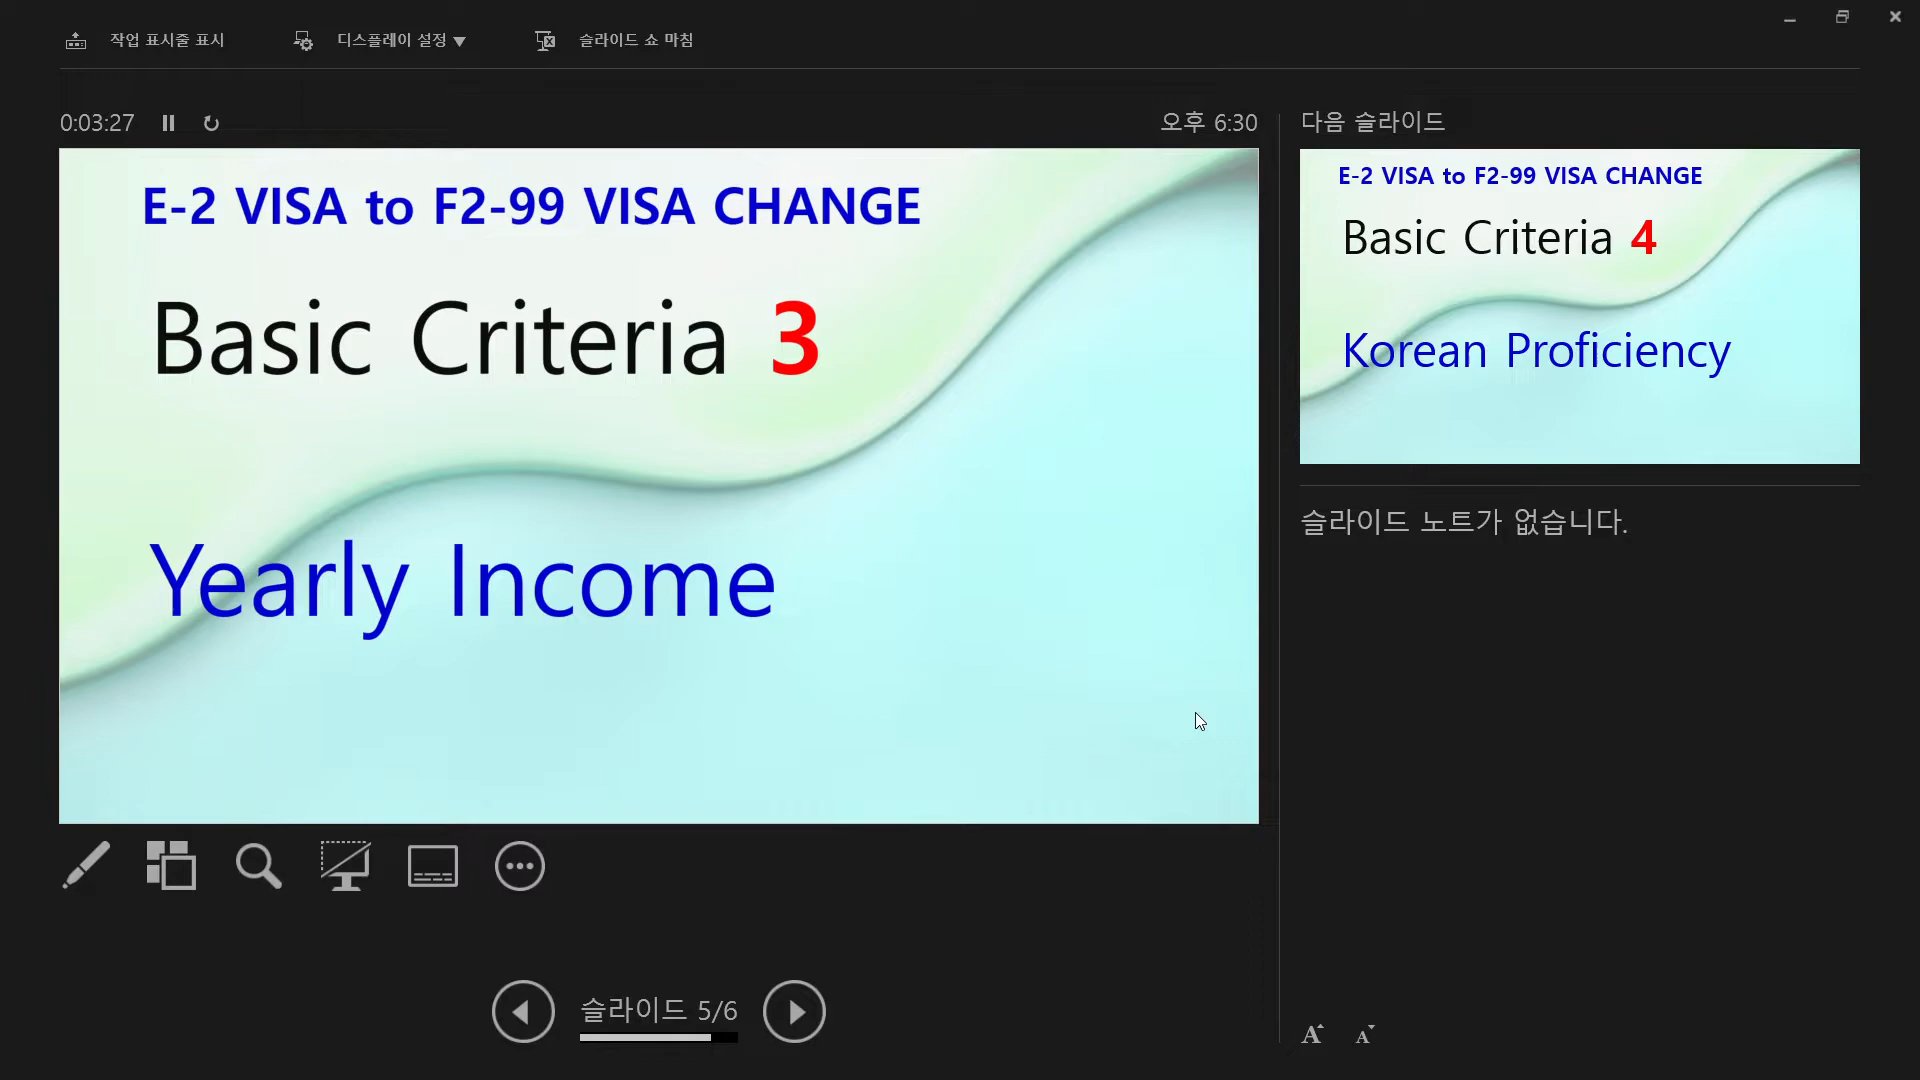 작업 표시줄 표시
디스플레이 설정 ▼
슬라이드 쇼 마침
0:03:27
오후 6:30
E-2 VISA to F2-99 VISA CHANGE
Basic Criteria 3
Yearly Income
슬라이드 5/6
다음 슬라이드
E-2 VISA to F2-99 VISA CHANGE
Basic Criteria 4
Korean Proficiency
슬라이드 노트가 없습니다.
A A